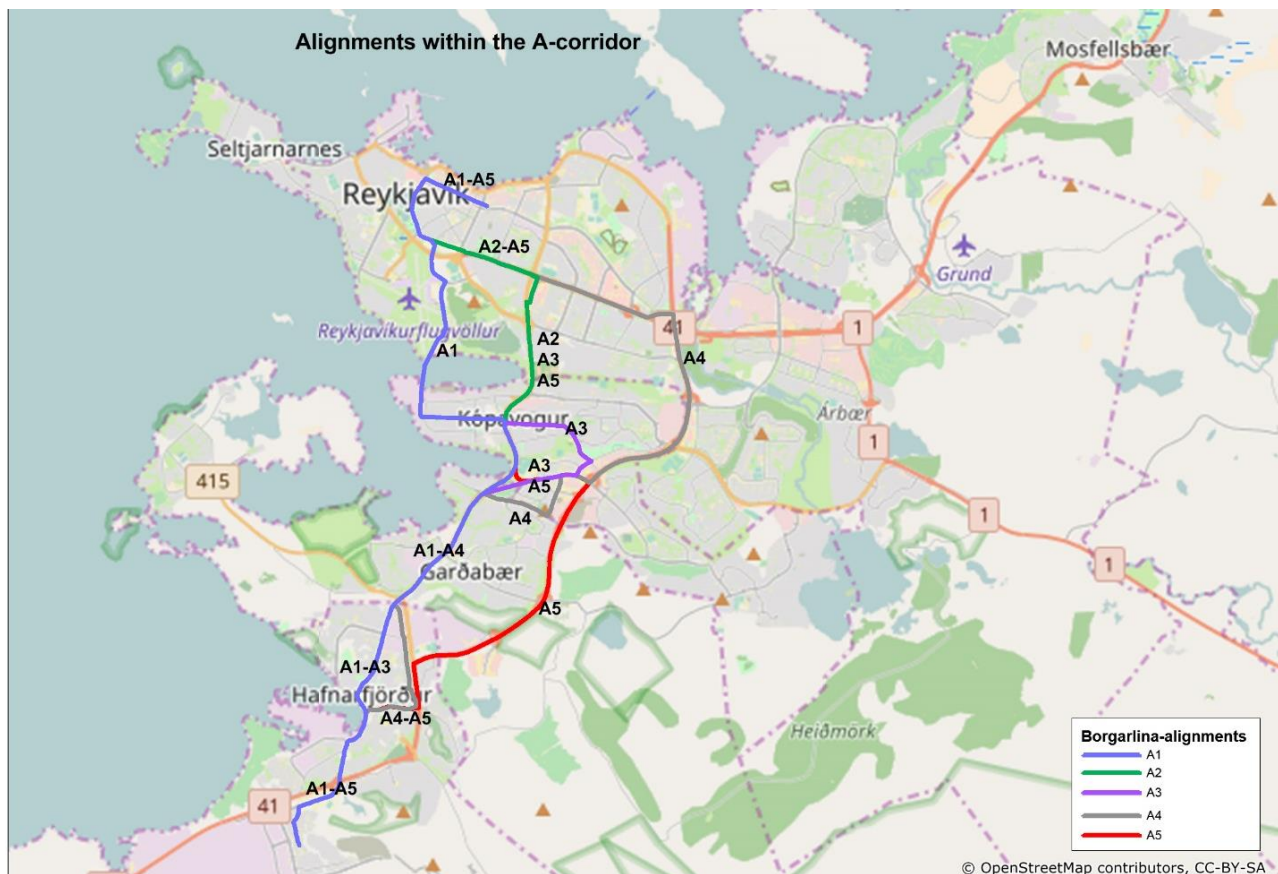 Alignments within the A-corridor
Mosfellsbær
Seltjarnarnes
A1-A5
Reykjavík
A2-A5
Grund
Reykjavíkurflugvöllur
41
1
A2
A1
A3
A4
A5
Árbær
Kópavogur
A3
1
A3
415
A5
A4
1
A1-A4
1
Garðabær
A5
A1-A3
Hafnarfjörður
A4-A5
Heiðmörk
Borgarlina-alignments
A1
A2
A3
A4
A5
A1-A5
41
© OpenStreetMap contributors, CC-BY-SA